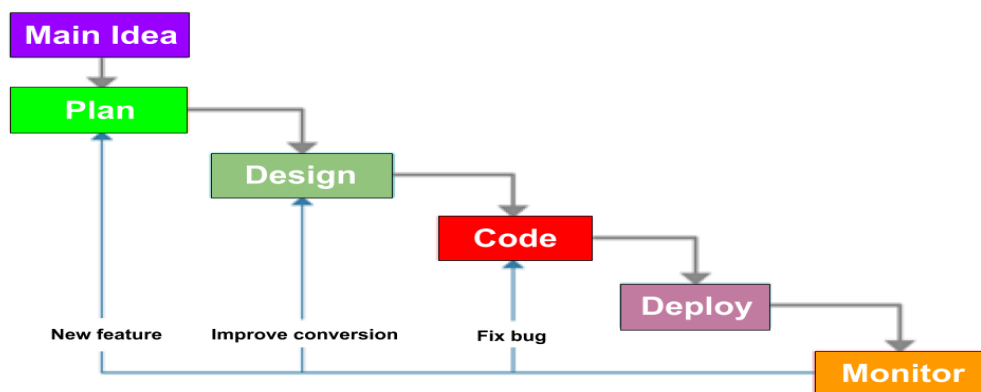 Main Idea
Plan
Design
Code
Deploy
New feature
Improve conversion
Fix bug
Monitor